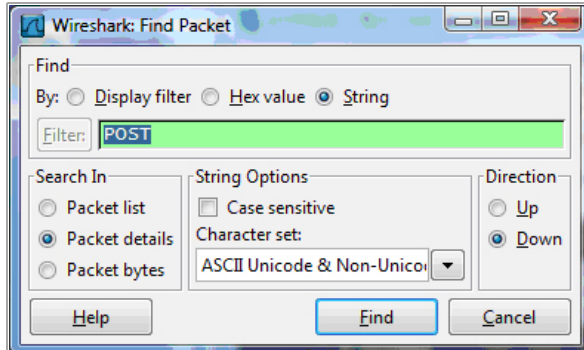 Wireshark: Find Packet
Find
By: Display filter Hex value String
Filter: POST
Search In
Packet list
Packet details
Packet bytes
String Options
Case sensitive
Character set:
ASCII Unicode & Non-Unico
Direction
Up
Down
Help
Find
Cancel